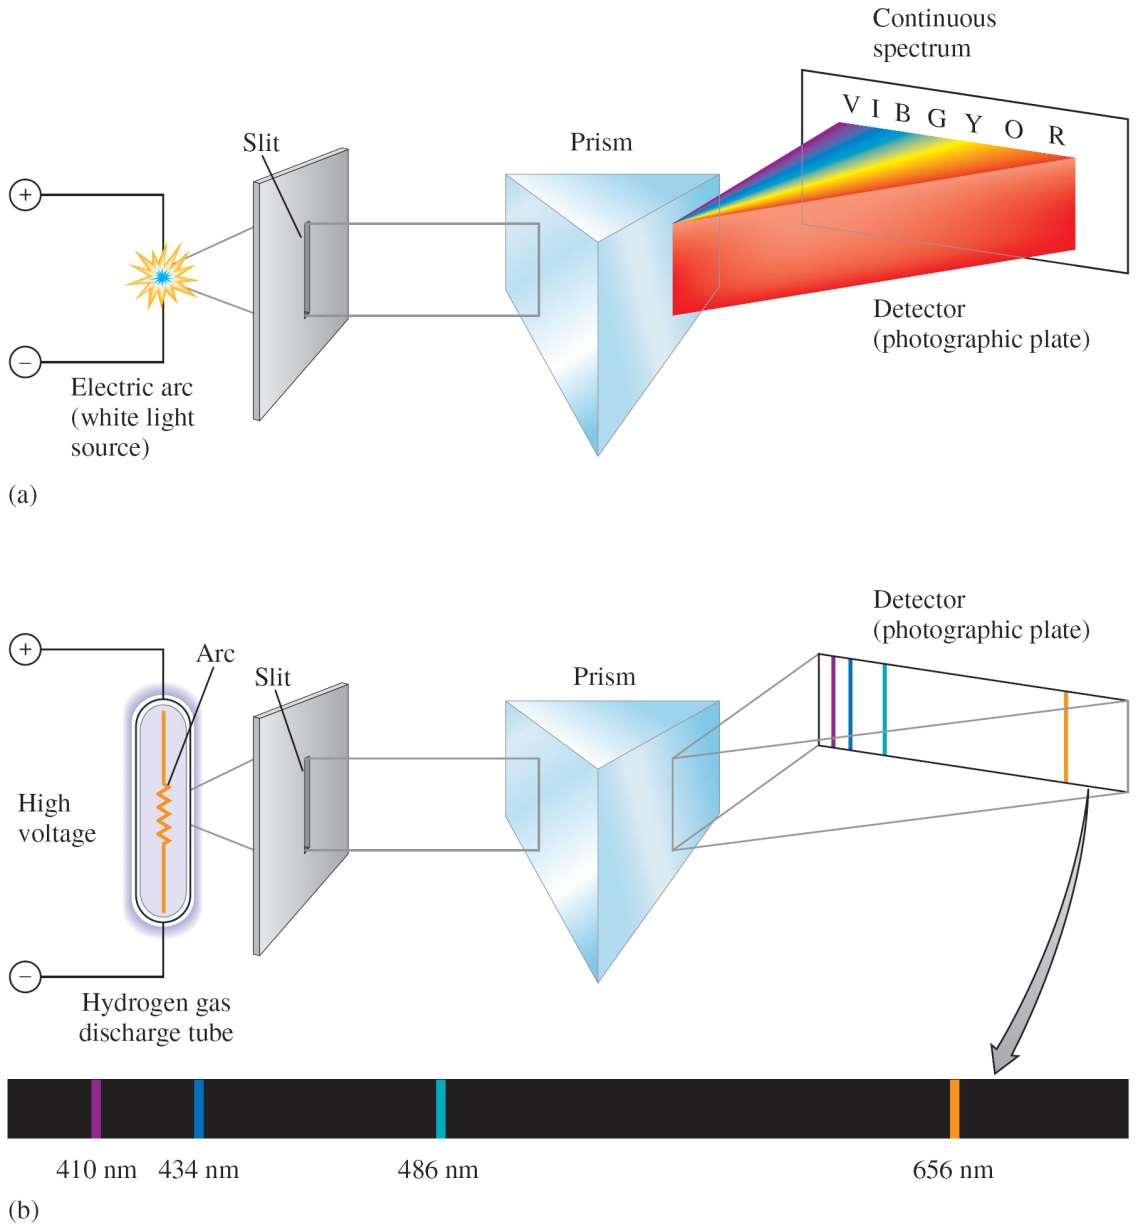 Continuous
spectrum
V I B G Y O R
Slit
Prism
+
−
Electric arc
(white light
source)
Detector
(photographic plate)
(a)
Detector
(photographic plate)
+
Arc
Slit
Prism
High
voltage
−
Hydrogen gas
discharge tube
410 nm 434 nm 486 nm 656 nm
(b)